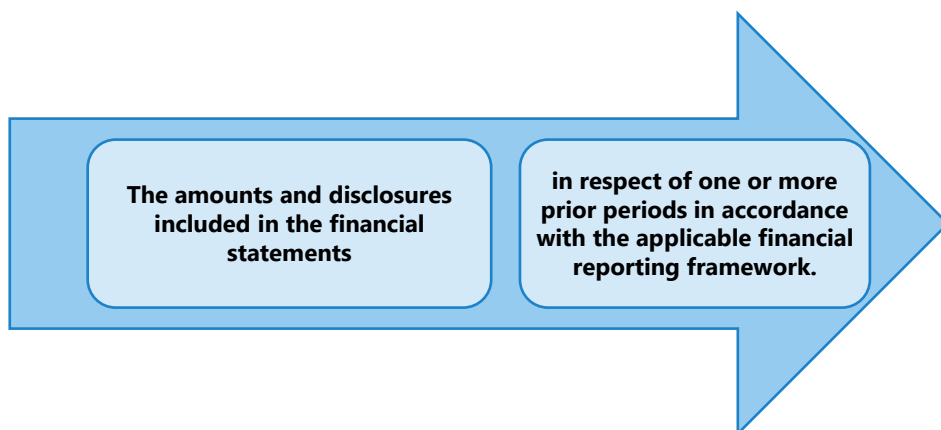 The amounts and disclosures
included in the financial
statements
in respect of one or more
prior periods in accordance
with the applicable financial
reporting framework.